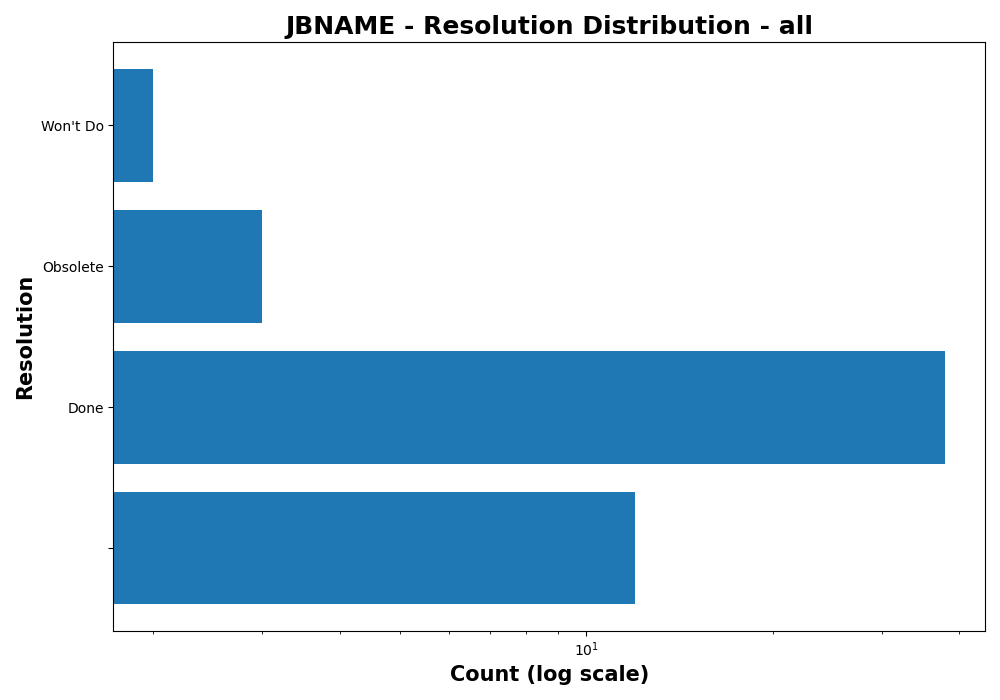 JBNAME - Resolution Distribution - all
Won't Do
Obsolete
Done
Resolution
10¹
Count (log scale)